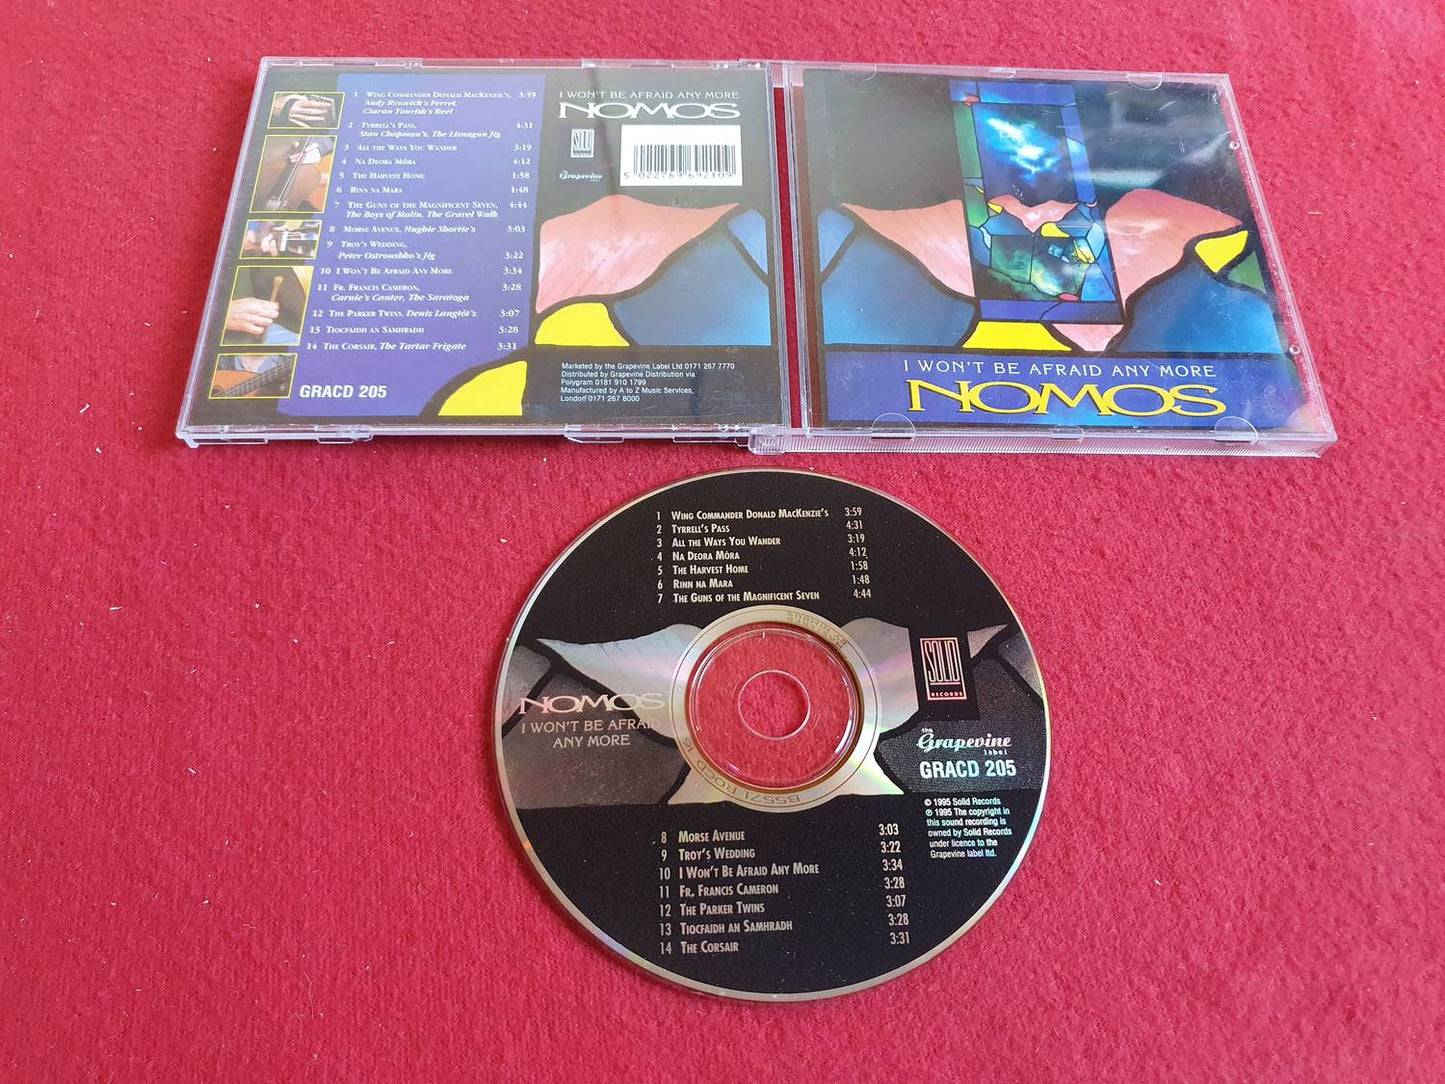 1 Wing Commander Donald MacKenzie's, 3:59
Andy Renwick's Ferret,
Ciaran Tourish's Reel
2 Tyrrell's Pass, 4:31
Stan Chapman's, The Lisnagun Jig
3 All the Ways You Wander 3:19
4 Na Deora Móra 4:12
5 The Harvest Home 1:58
6 Rinn na Mara 1:48
7 The Guns of the Magnificent Seven, 4:44
The Boys of Malin, The Gravel Walk
8 Morse Avenue, Hughie Shortie's 3:03
9 Troy's Wedding,
Peter Ostroushko's Jig 3:22
10 I Won't Be Afraid Any More 3:34
11 Fr. Francis Cameron, 3:28
Carnie's Canter, The Saratoga
12 The Parker Twins, Denis Langtot's 3:07
13 Tiocfaidh an Samhradh 3:28
14 The Corsair, The Tartar Frigate 3:31
GRACD 205
I WON'T BE AFRAID ANY MORE
NOMOS
SOLID
Grapevine
5 022769 692109
Marketed by the Grapevine Label Ltd 0171 267 7770
Distributed by Grapevine Distribution via
Polygram 0181 910 1799
Manufactured by A to Z Music Services,
London 0171 267 8000
I WON'T BE AFRAID ANY MORE
NOMOS
1 Wing Commander Donald MacKenzie's 3:59
2 Tyrrell's Pass 4:31
3 All the Ways You Wander 3:19
4 Na Deora Móra 4:12
5 The Harvest Home 1:58
6 Rinn na Mara 1:48
7 The Guns of the Magnificent Seven 4:44
NOMOS
I WON'T BE AFRAID
ANY MORE
SOLID
RECORDS
the
Grapevine
label
GRACD 205
© 1995 Solid Records
℗ 1995 The copyright in
this sound recording is
owned by Solid Records
under licence to the
Grapevine label ltd.
8 Morse Avenue 3:03
9 Troy's Wedding 3:22
10 I Won't Be Afraid Any More 3:34
11 Fr. Francis Cameron 3:28
12 The Parker Twins 3:07
13 Tiocfaidh an Samhradh 3:28
14 The Corsair 3:31